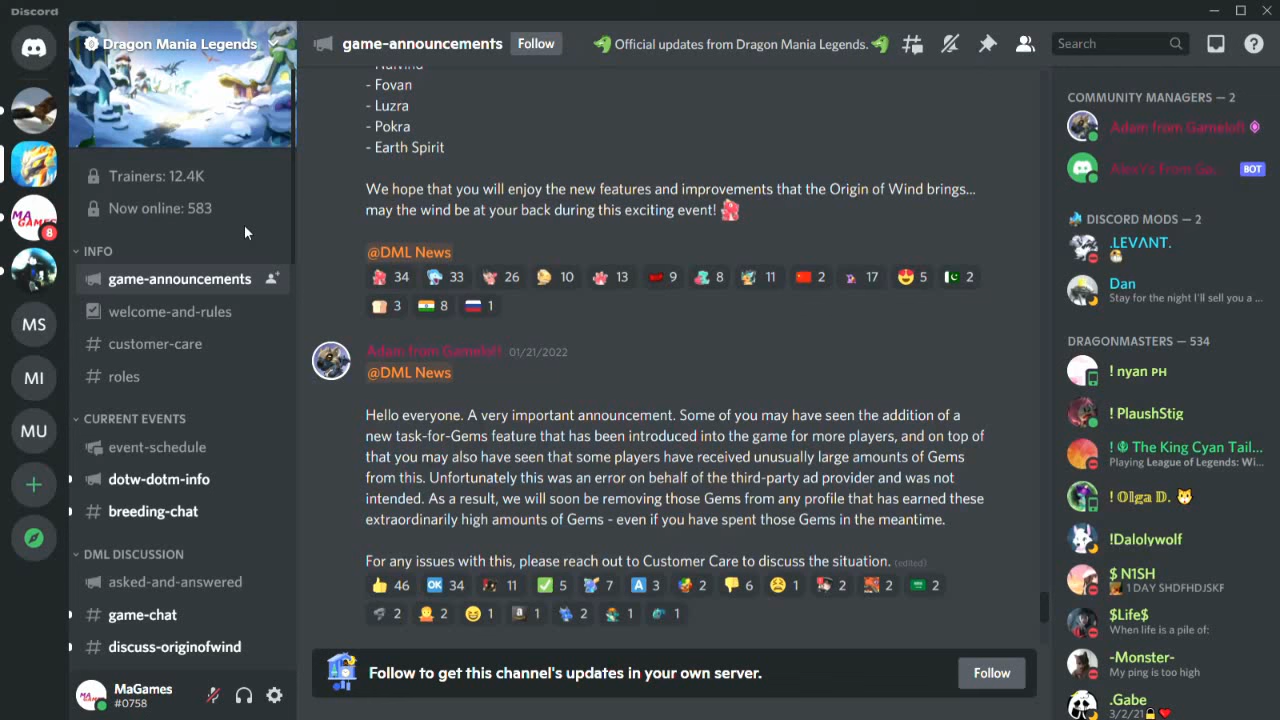 Discord
Dragon Mania Legends
Trainers: 12.4K
Now online: 583
INFO
game-announcements
welcome-and-rules
customer-care
roles
CURRENT EVENTS
event-schedule
dotw-dotm-info
breeding-chat
DML DISCUSSION
asked-and-answered
game-chat
discuss-originofwind
MaGames
#0758
MA GAMES
8
MS
MI
MU
game-announcements
Follow
Official updates from Dragon Mania Legends.
Search
- Fovan
- Luzra
- Pokra
- Earth Spirit
We hope that you will enjoy the new features and improvements that the Origin of Wind brings...
may the wind be at your back during this exciting event!
@DML News
34 33 26 10 13 9 8 11 2 17 5 2
3 8 1
Adam from Gameloft 01/21/2022
@DML News
Hello everyone. A very important announcement. Some of you may have seen the addition of a
new task-for-Gems feature that has been introduced into the game for more players, and on top of
that you may also have seen that some players have received unusually large amounts of Gems
from this. Unfortunately this was an error on behalf of the third-party ad provider and was not
intended. As a result, we will soon be removing those Gems from any profile that has earned these
extraordinarily high amounts of Gems - even if you have spent those Gems in the meantime.
For any issues with this, please reach out to Customer Care to discuss the situation. (edited)
46 OK 34 11 5 7 A 3 2 6 1 2 2 2
2 2 1 a 1 2 1 1
Follow to get this channel's updates in your own server.
Follow
COMMUNITY MANAGERS — 2
Adam from Gameloft
AlexYs From Ga... BOT
DISCORD MODS — 2
.LEVΛNT.
Dan
Stay for the night I'll sell you a ...
DRAGONMASTERS — 534
! nyan ᴘʜ
! PlaushStig
! The King Cyan Tail...
Playing League of Legends: Wi...
! 𝕆𝕝𝕘𝕒 𝔻.
!Dalolywolf
$ N1SH
1 DAY SHDFHDJSKF
$Life$
When life is a pile of:
-Monster-
My ping is too high
.Gabe
3/2/21